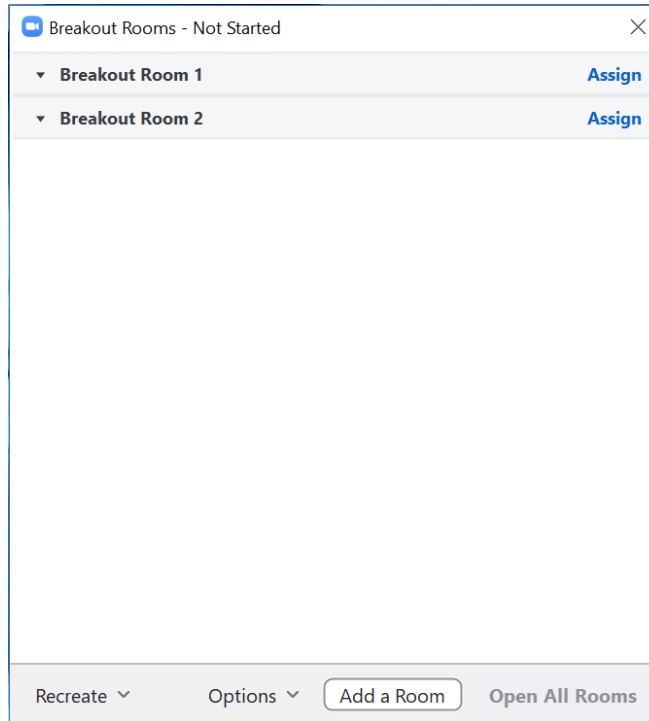 Breakout Rooms - Not Started
Breakout Room 1 Assign
Breakout Room 2 Assign
Recreate Options Add a Room Open All Rooms